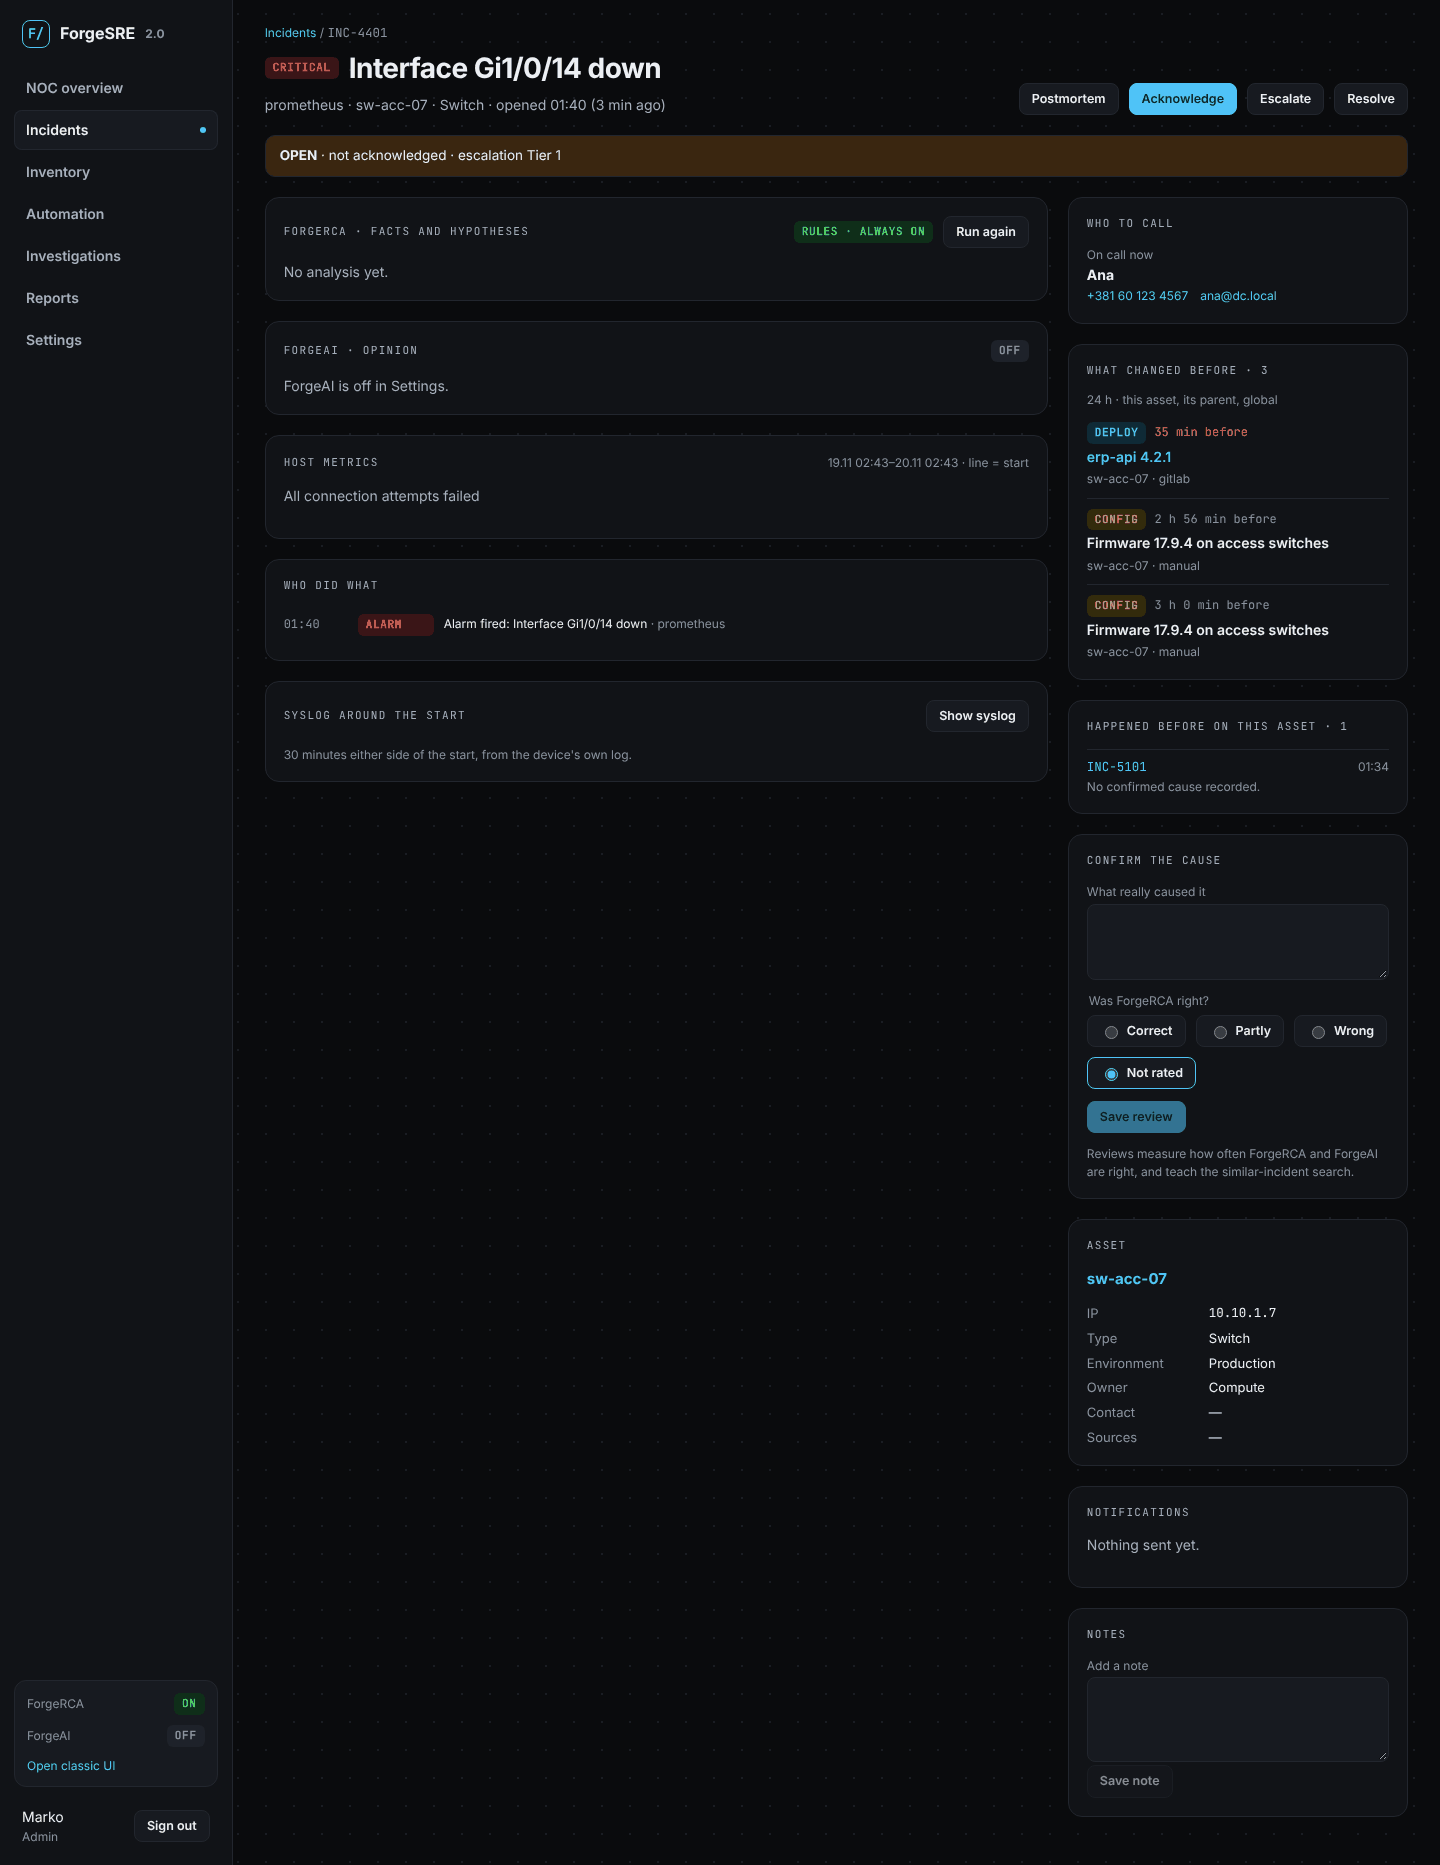 F/ ForgeSRE 2.0
NOC overview
Incidents
Inventory
Automation
Investigations
Reports
Settings
ForgeRCA ON
ForgeAI OFF
Open classic UI
Marko
Admin
Sign out
Incidents / INC-4401
CRITICAL Interface Gi1/0/14 down
prometheus · sw-acc-07 · Switch · opened 01:40 (3 min ago)
Postmortem Acknowledge Escalate Resolve
OPEN · not acknowledged · escalation Tier 1
FORGERCA · FACTS AND HYPOTHESES RULES · ALWAYS ON Run again
No analysis yet.
FORGEAI · OPINION OFF
ForgeAI is off in Settings.
HOST METRICS 19.11 02:43–20.11 02:43 · line = start
All connection attempts failed
WHO DID WHAT
01:40 ALARM Alarm fired: Interface Gi1/0/14 down · prometheus
SYSLOG AROUND THE START Show syslog
30 minutes either side of the start, from the device's own log.
WHO TO CALL
On call now
Ana
+381 60 123 4567 ana@dc.local
WHAT CHANGED BEFORE · 3
24 h · this asset, its parent, global
DEPLOY 35 min before
erp-api 4.2.1
sw-acc-07 · gitlab
CONFIG 2 h 56 min before
Firmware 17.9.4 on access switches
sw-acc-07 · manual
CONFIG 3 h 0 min before
Firmware 17.9.4 on access switches
sw-acc-07 · manual
HAPPENED BEFORE ON THIS ASSET · 1
INC-5101 01:34
No confirmed cause recorded.
CONFIRM THE CAUSE
What really caused it
Was ForgeRCA right?
Correct Partly Wrong
Not rated
Save review
Reviews measure how often ForgeRCA and ForgeAI
are right, and teach the similar-incident search.
ASSET
sw-acc-07
IP 10.10.1.7
Type Switch
Environment Production
Owner Compute
Contact —
Sources —
NOTIFICATIONS
Nothing sent yet.
NOTES
Add a note
Save note